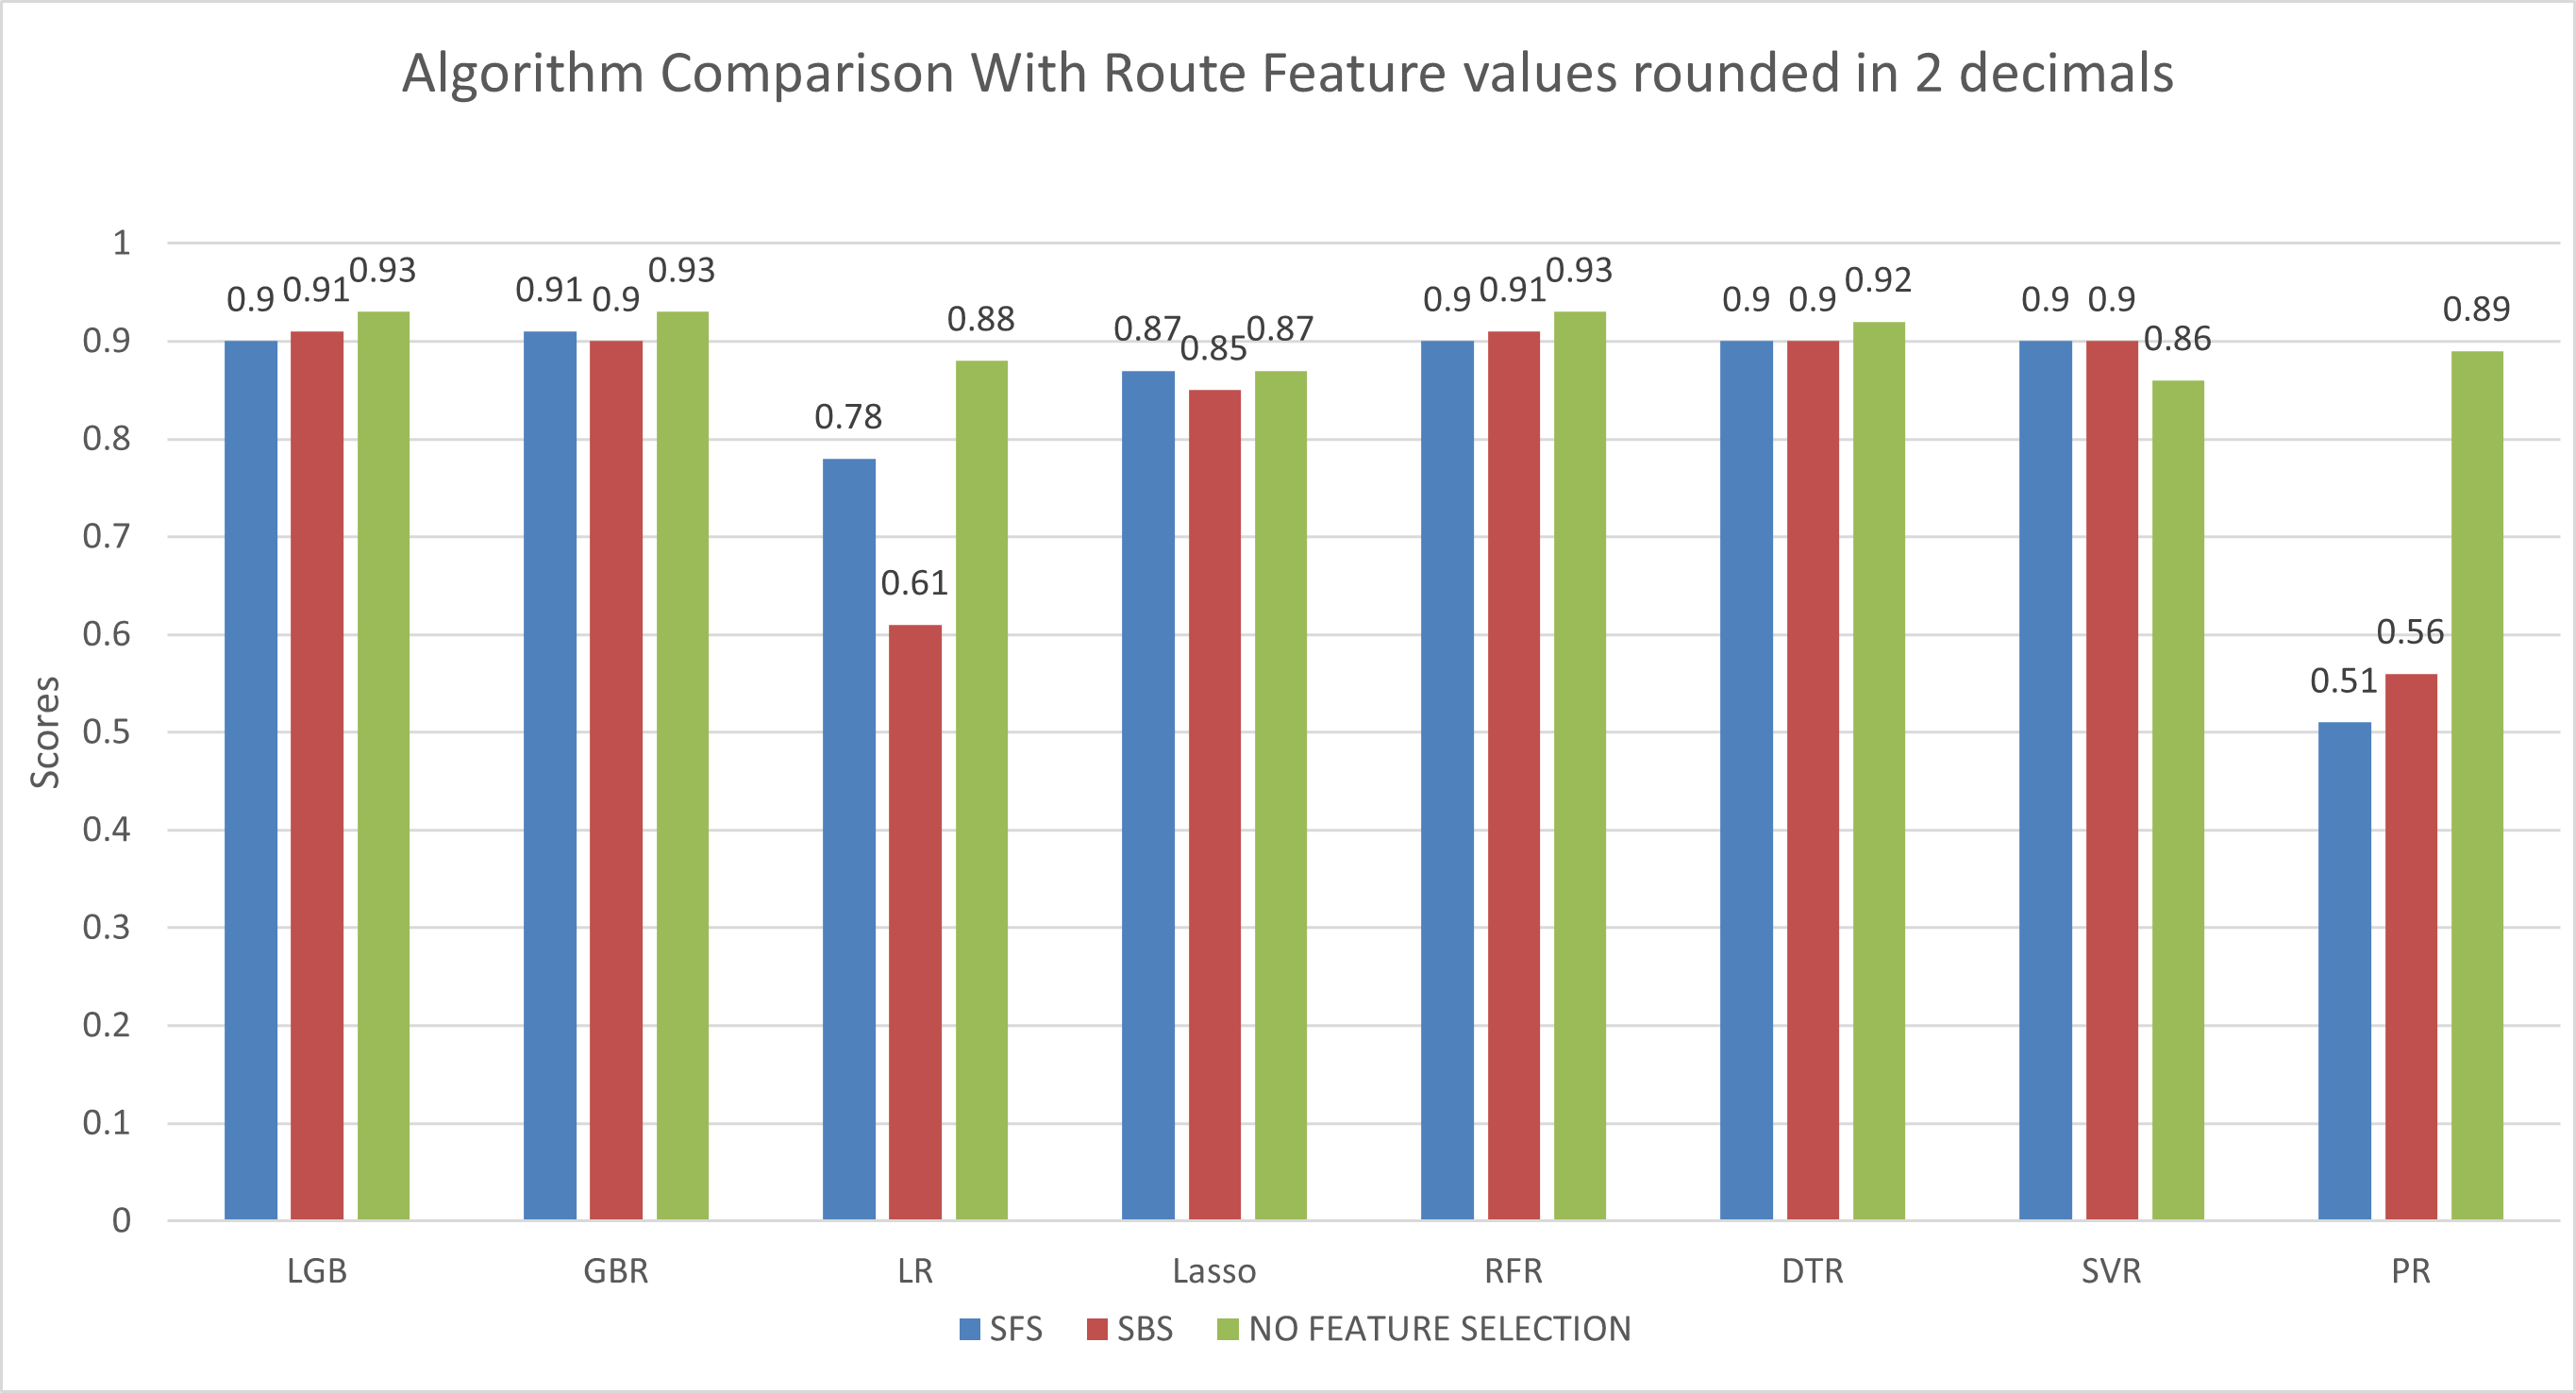 Algorithm Comparison With Route Feature values rounded in 2 decimals
Scores
1
0.9
0.8
0.7
0.6
0.5
0.4
0.3
0.2
0.1
0
0.9 0.91 0.93
0.91 0.9 0.93
0.78 0.61 0.88
0.87 0.85 0.87
0.9 0.91 0.93
0.9 0.9 0.92
0.9 0.9 0.86
0.51 0.56 0.89
LGB GBR LR Lasso RFR DTR SVR PR
SFS SBS NO FEATURE SELECTION